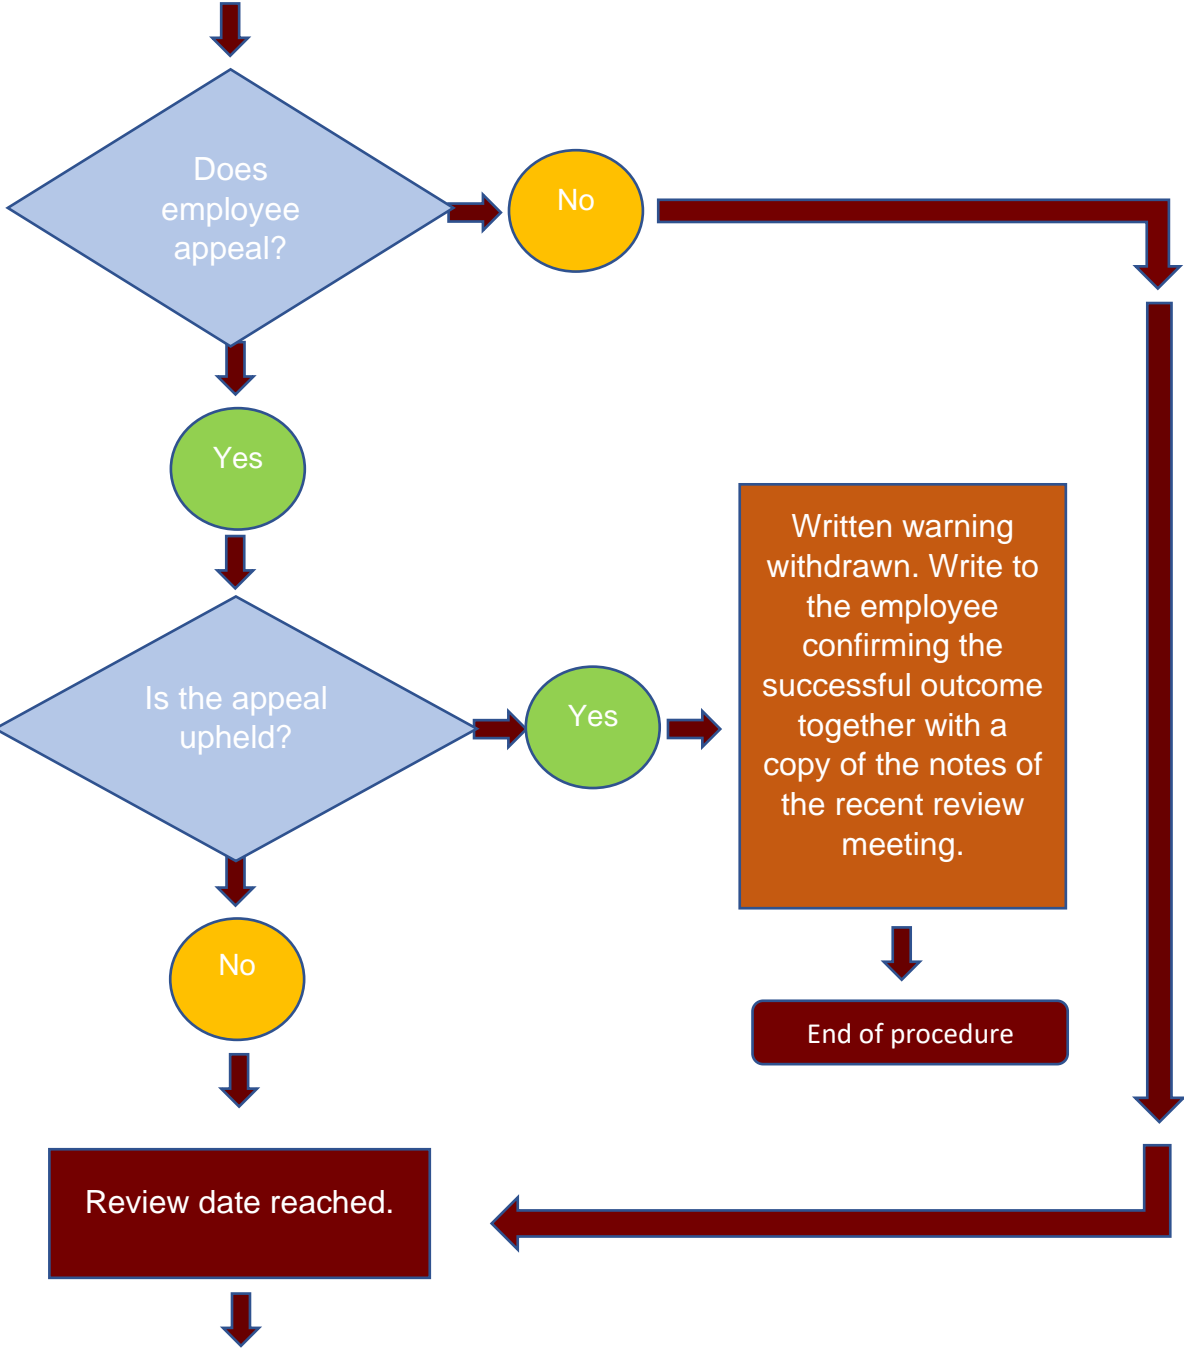 Does
employee
appeal?
No
Yes
Written warning
withdrawn. Write to
the employee
confirming the
successful outcome
together with a
copy of the notes of
the recent review
meeting.
Is the appeal
upheld?
Yes
No
End of procedure
Review date reached.